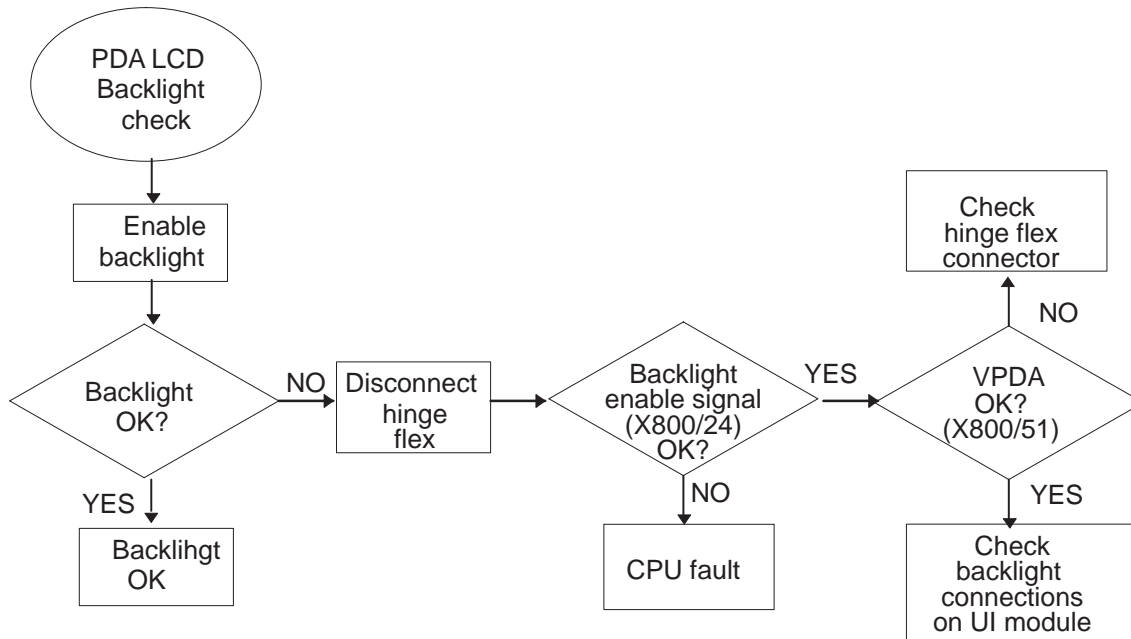 PDA LCD
Backlight
check
Enable
backlight
Backlight
OK?
YES
Backlihgt
OK
NO
Disconnect
hinge
flex
Backlight
enable signal
(X800/24)
OK?
NO
CPU fault
YES
VPDA
OK?
(X800/51)
NO
Check
hinge flex
connector
YES
Check
backlight
connections
on UI module